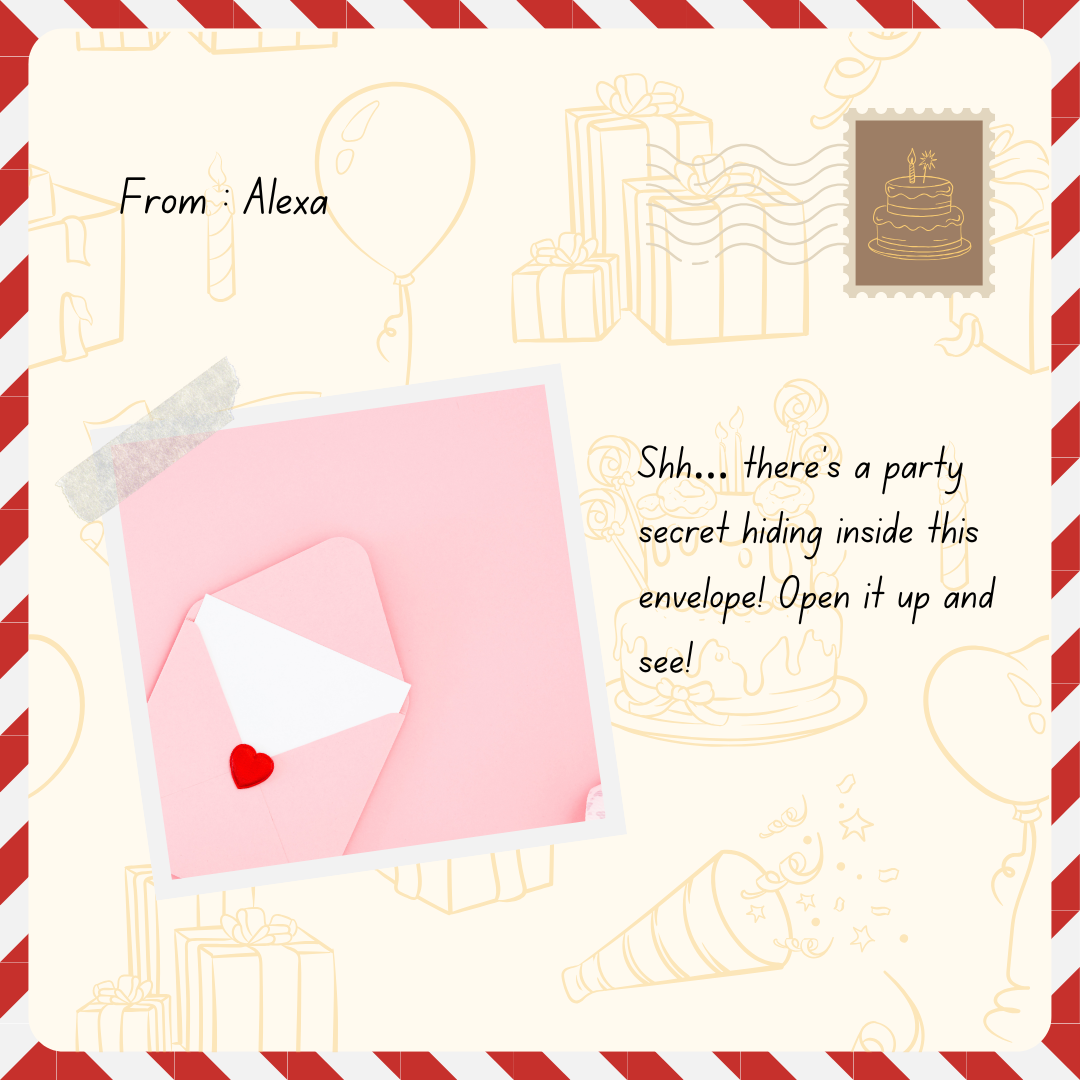 From : Alexa
Shh... there's a party
secret hiding inside this
envelope! Open it up and
see!